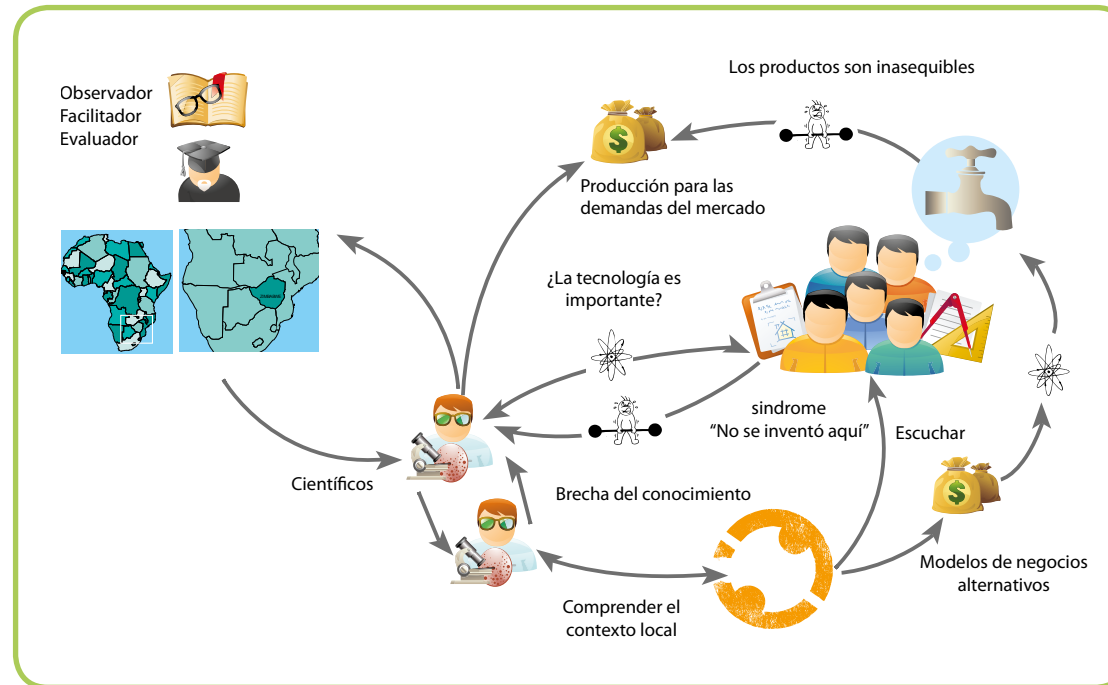 Observador
Facilitador
Evaluador
Los productos son inasequibles
Producción para las
demandas del mercado
¿La tecnología es
importante?
sindrome
“No se inventó aquí”
Escuchar
Científicos
Brecha del conocimiento
Modelos de negocios
alternativos
Comprender el
contexto local